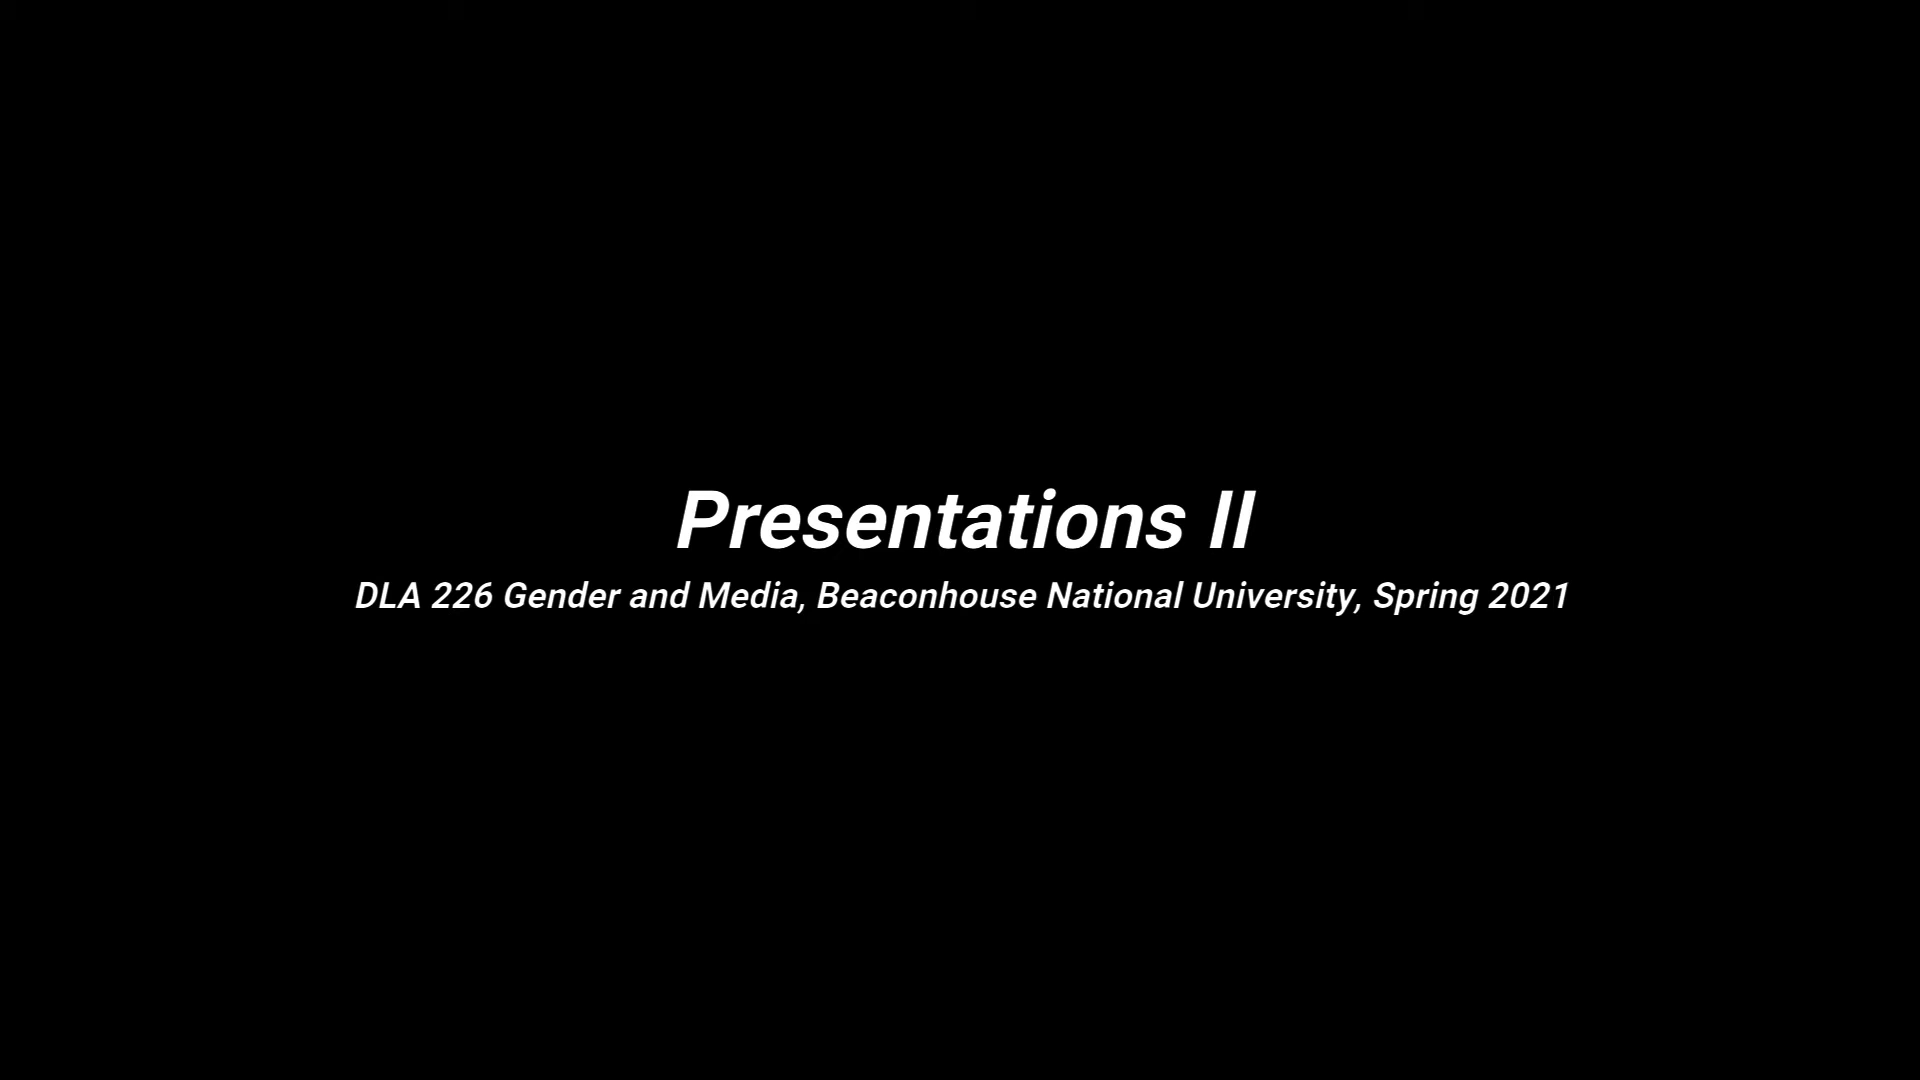 Presentations II
DLA 226 Gender and Media, Beaconhouse National University, Spring 2021